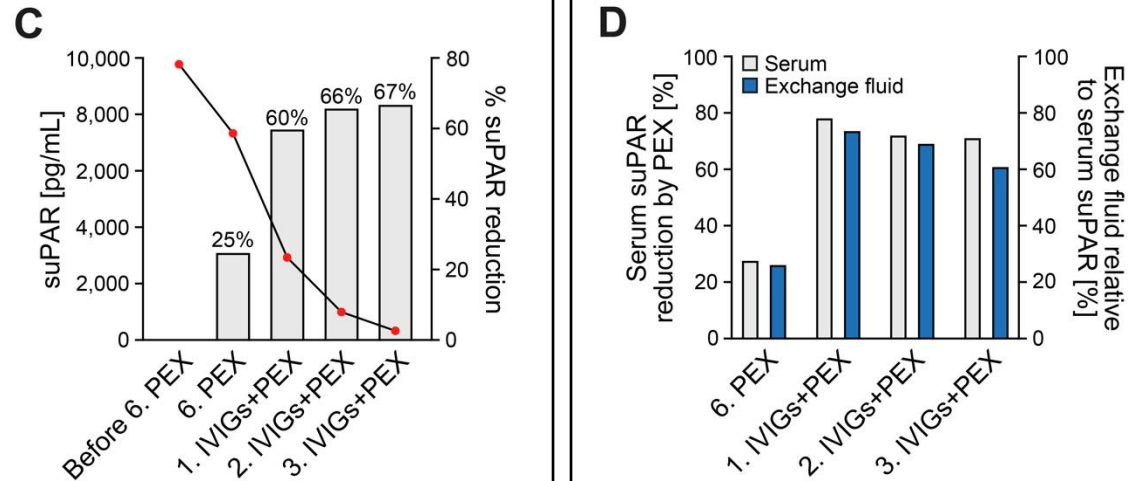 C
suPAR [pg/mL]
10,000
8,000
2,000
4,000
2,000
0
25%
60%
66%
67%
80
60
40
20
0
% suPAR reduction
Before 6. PEX
6. PEX
1. IVIGs+PEX
2. IVIGs+PEX
3. IVIGs+PEX
D
Serum suPAR
reduction by PEX [%]
100
80
60
40
20
0
Serum
Exchange fluid
100
80
60
40
20
0
Exchange fluid relative
to serum suPAR [%]
6. PEX
1. IVIGs+PEX
2. IVIGs+PEX
3. IVIGs+PEX